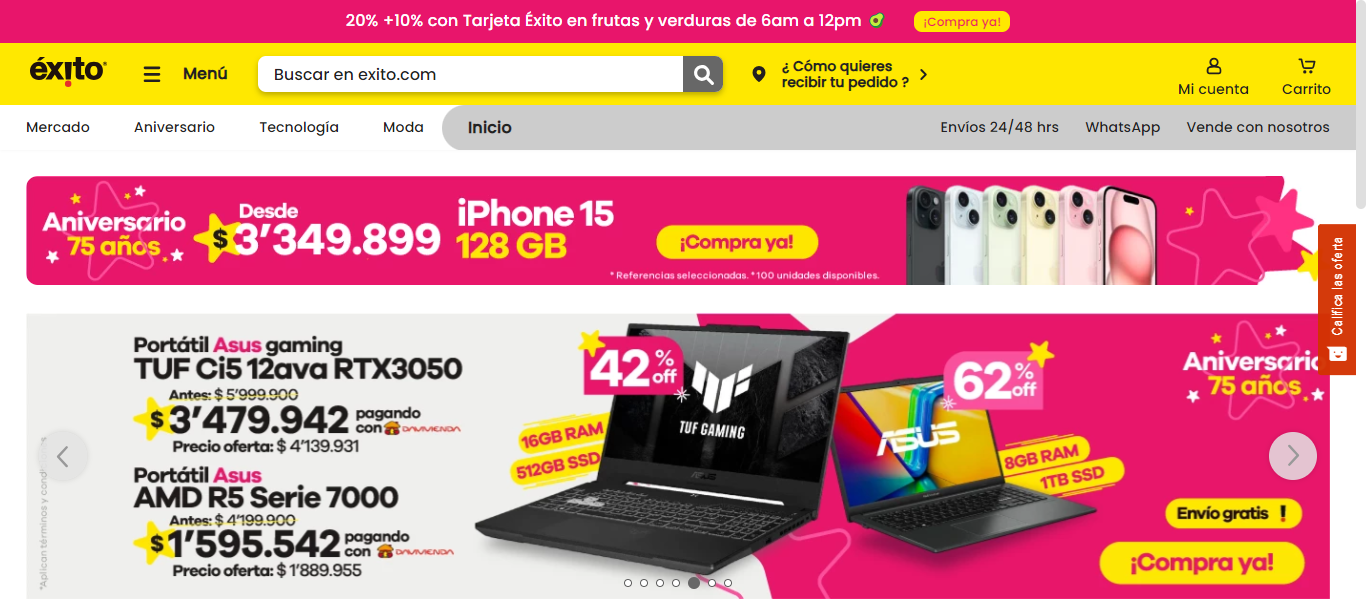 20% +10% con Tarjeta Éxito en frutas y verduras de 6am a 12pm
¡Compra ya!
éxito
Menú
Buscar en exito.com
¿ Cómo quieres
recibir tu pedido ?
Mi cuenta
Carrito
Mercado
Aniversario
Tecnología
Moda
Inicio
Envíos 24/48 hrs
WhatsApp
Vende con nosotros
Aniversario
75 años.
Desde
$ 3’349.899
iPhone 15
128 GB
¡Compra ya!
* Referencias seleccionadas. *100 unidades disponibles.
Califica las oferta
Portátil Asus gaming
TUF Ci5 12ava RTX3050
Antes: $ 5’999.900
$ 3’479.942 pagando
con DAVIVIENDA
Precio oferta: $ 4’139.931
Portátil Asus
AMD R5 Serie 7000
Antes: $ 4’199.900
$ 1’595.542 pagando
con DAVIVIENDA
Precio oferta: $ 1’889.955
42% off
16GB RAM
512GB SSD
TUF GAMING
62% off
ASUS
8GB RAM
1TB SSD
Aniversario
75 años.
Envío gratis !
¡Compra ya!
*Aplican términos y cond